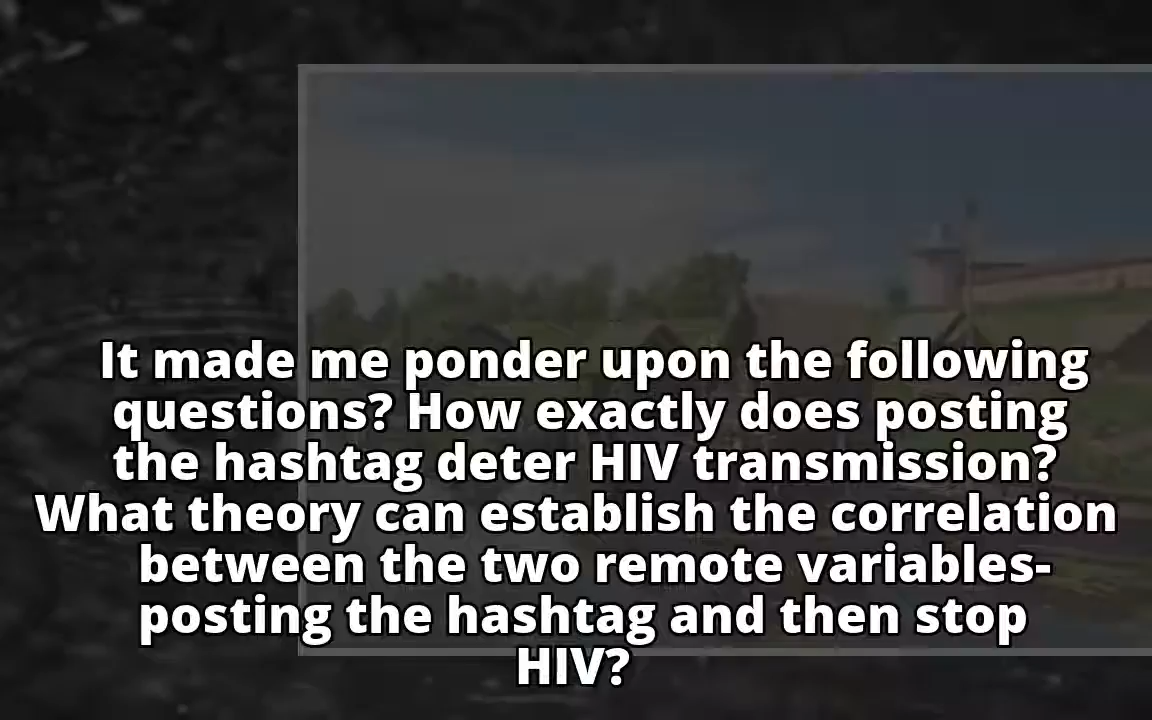 It made me ponder upon the following
questions? How exactly does posting
the hashtag deter HIV transmission?
What theory can establish the correlation
between the two remote variables-
posting the hashtag and then stop
HIV?